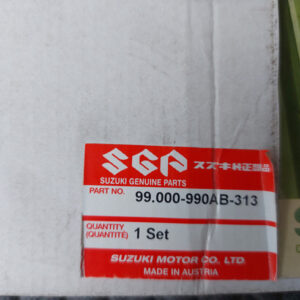 SGP スズキ純正部品
SUZUKI GENUINE PARTS
PART NO. 99.000-990AB-313
QUANTITY
(QUANTITÉ) 1 Set
SUZUKI MOTOR CO., LTD.
MADE IN AUSTRIA